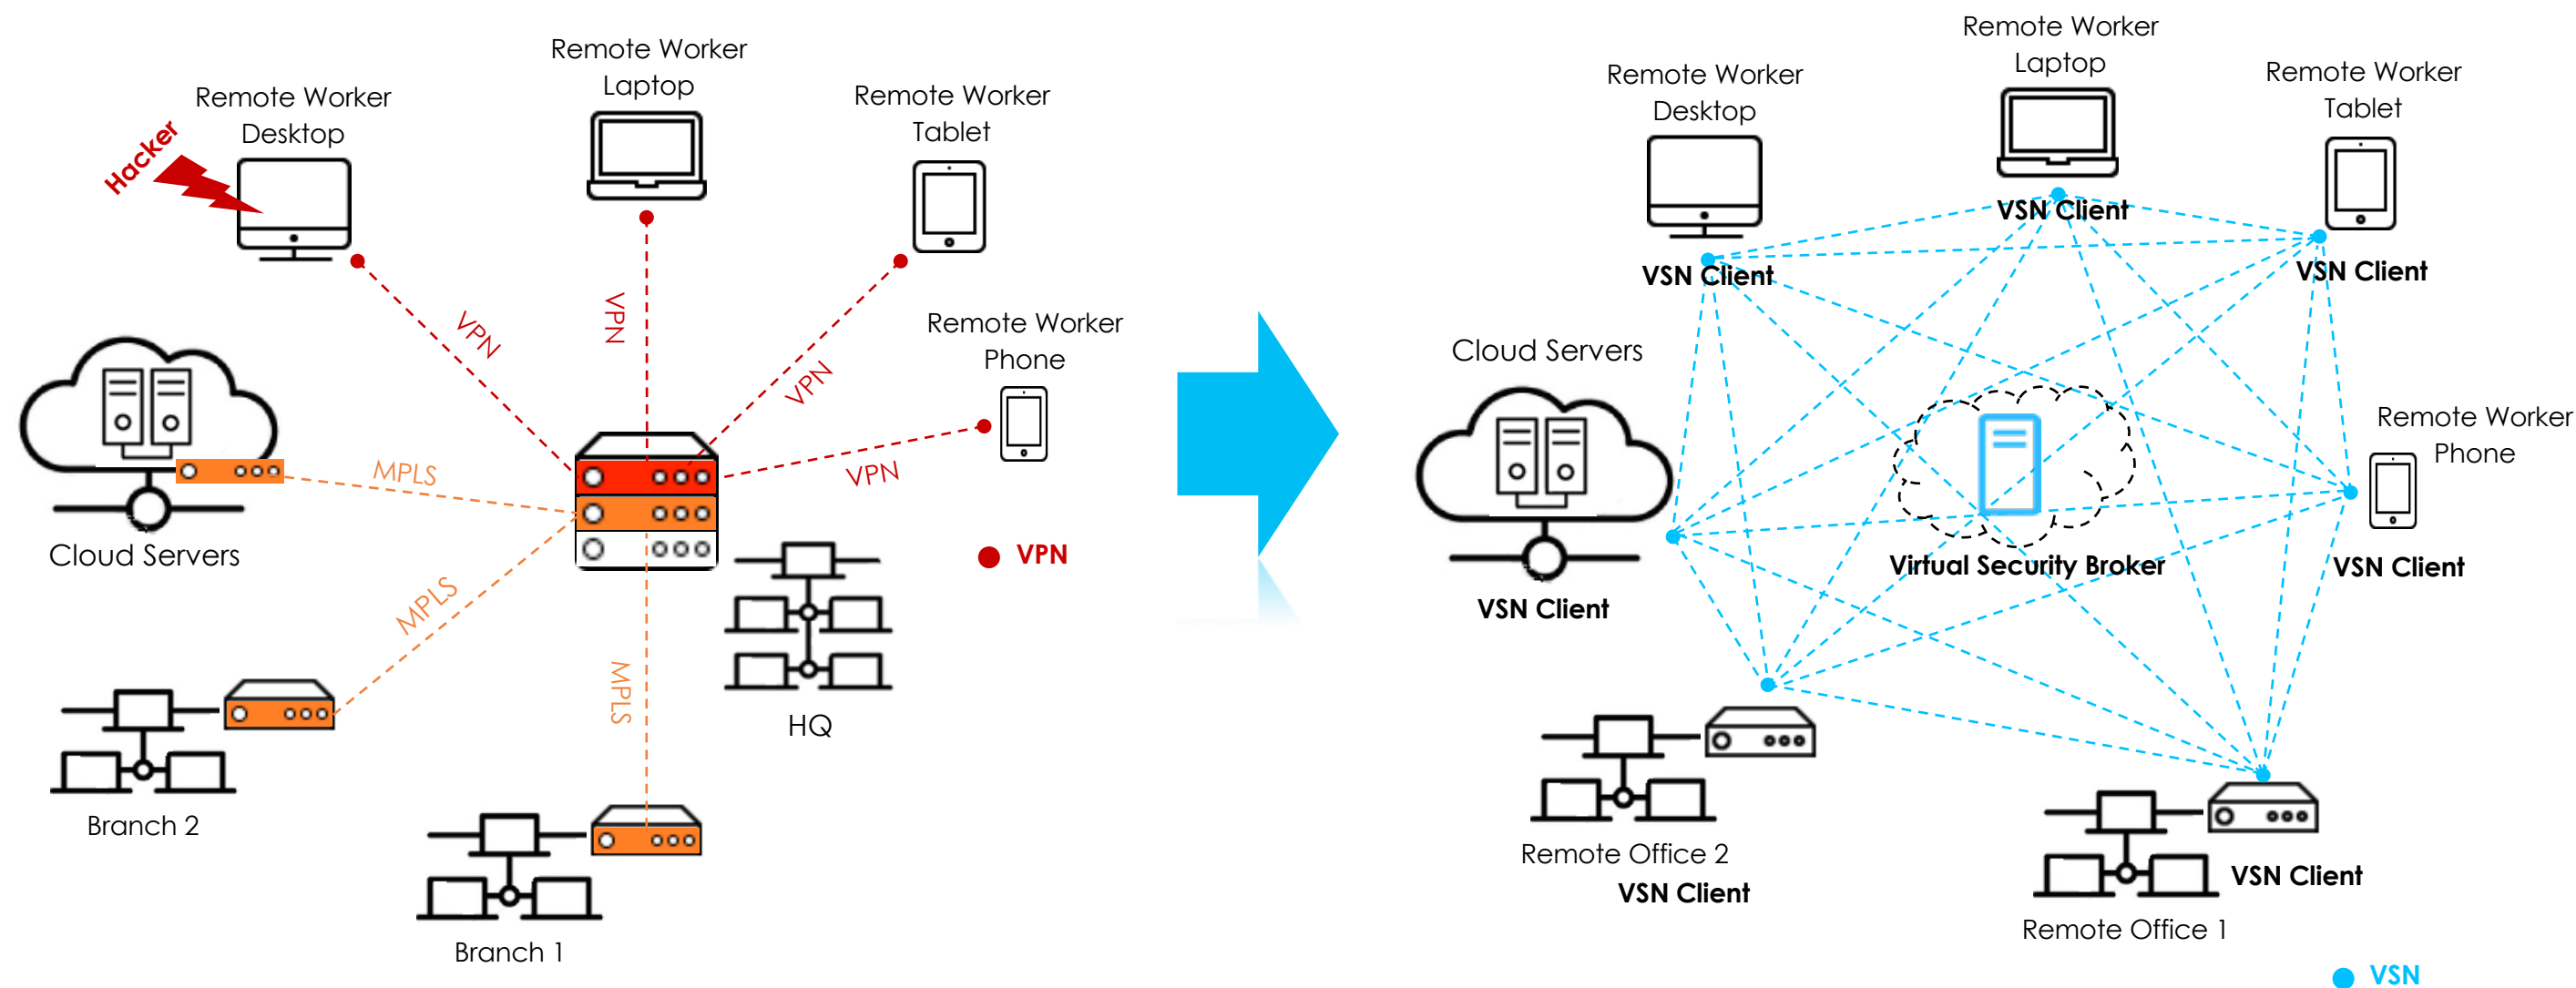 Remote Worker
Desktop
Hacker
Remote Worker
Laptop
Remote Worker
Tablet
Remote Worker
Phone
VPN
VPN
VPN
VPN
Cloud Servers
MPLS
MPLS
MPLS
VPN
HQ
Branch 2
Branch 1
Remote Worker
Desktop
VSN Client
Remote Worker
Laptop
VSN Client
Remote Worker
Tablet
VSN Client
Cloud Servers
VSN Client
Virtual Security Broker
Remote Worker
Phone
VSN Client
Remote Office 2
VSN Client
VSN Client
Remote Office 1
VSN